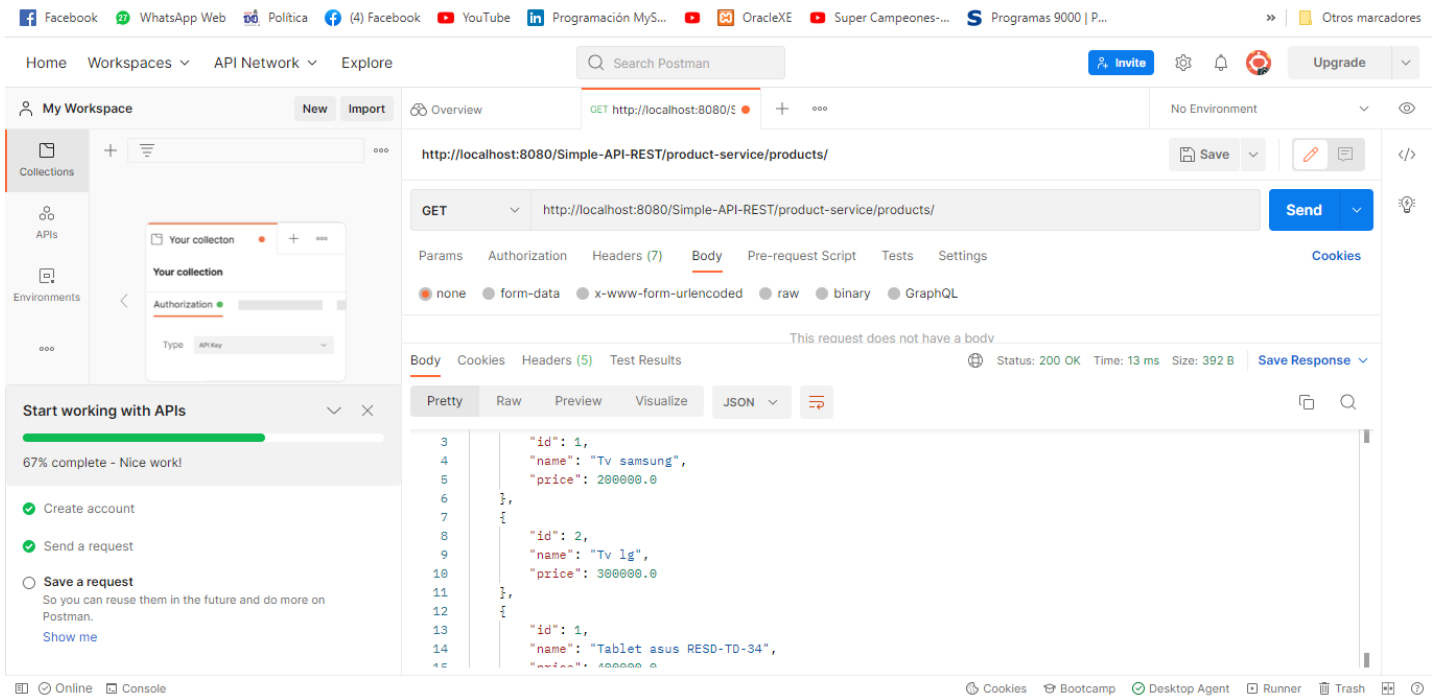 Facebook 27 WhatsApp Web Política (4) Facebook YouTube Programación MyS... OracleXE Super Campeones-... Programas 9000 | P... » Otros marcadores
Home Workspaces API Network Explore Search Postman Invite Upgrade
My Workspace New Import Overview GET http://localhost:8080/S No Environment
Collections
http://localhost:8080/Simple-API-REST/product-service/products/ Save
GET http://localhost:8080/Simple-API-REST/product-service/products/ Send
APIs
Params Authorization Headers (7) Body Pre-request Script Tests Settings Cookies
Environments
none form-data x-www-form-urlencoded raw binary GraphQL
This request does not have a body
Your collecton
Your collection
Authorization
Type API Key
Body Cookies Headers (5) Test Results Status: 200 OK Time: 13 ms Size: 392 B Save Response
Start working with APIs
67% complete - Nice work!
Create account
Send a request
Save a request
So you can reuse them in the future and do more on
Postman.
Show me
Pretty Raw Preview Visualize JSON
3 "id": 1,
4 "name": "Tv samsung",
5 "price": 200000.0
6 },
7 {
8 "id": 2,
9 "name": "Tv lg",
10 "price": 300000.0
11 },
12 {
13 "id": 1,
14 "name": "Tablet asus RESD-TD-34",
15 "price": 400000.0
Online Console Cookies Bootcamp Desktop Agent Runner Trash